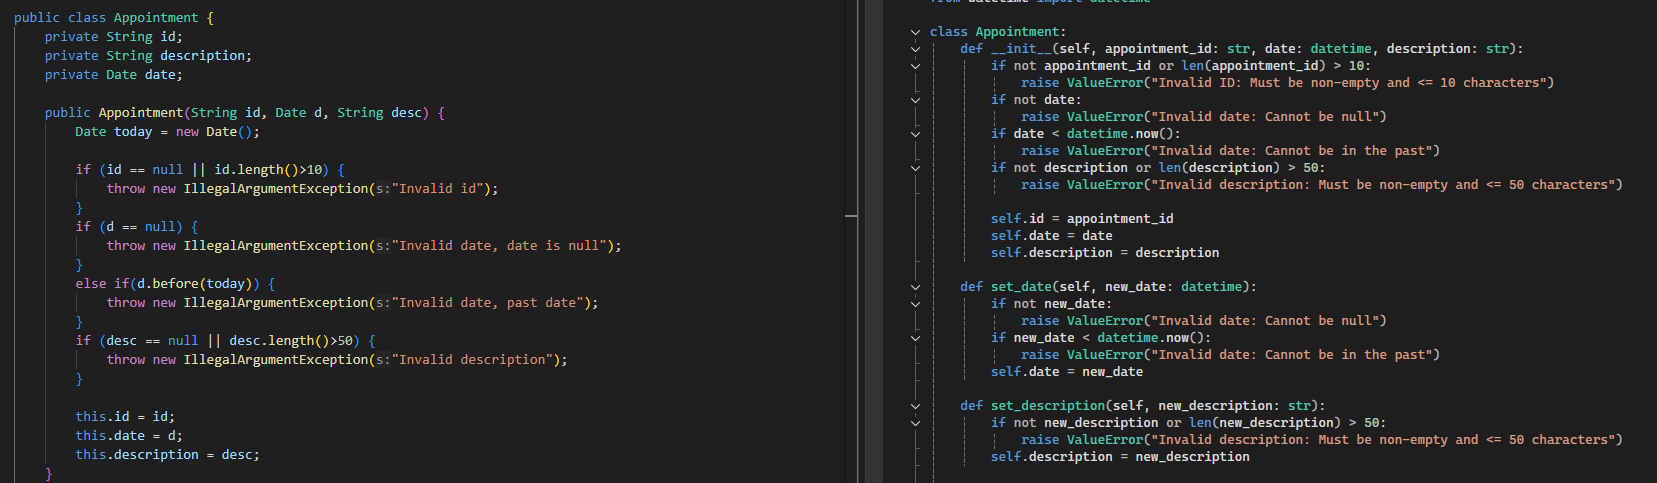 public class Appointment {
    private String id;
    private String description;
    private Date date;

    public Appointment(String id, Date d, String desc) {
        Date today = new Date();

        if (id == null || id.length()>10) {
            throw new IllegalArgumentException(s:"Invalid id");
        }
        if (d == null) {
            throw new IllegalArgumentException(s:"Invalid date, date is null");
        }
        else if(d.before(today)) {
            throw new IllegalArgumentException(s:"Invalid date, past date");
        }
        if (desc == null || desc.length()>50) {
            throw new IllegalArgumentException(s:"Invalid description");
        }

        this.id = id;
        this.date = d;
        this.description = desc;
    }
from datetime import datetime

class Appointment:
    def __init__(self, appointment_id: str, date: datetime, description: str):
        if not appointment_id or len(appointment_id) > 10:
            raise ValueError("Invalid ID: Must be non-empty and <= 10 characters")
        if not date:
            raise ValueError("Invalid date: Cannot be null")
        if date < datetime.now():
            raise ValueError("Invalid date: Cannot be in the past")
        if not description or len(description) > 50:
            raise ValueError("Invalid description: Must be non-empty and <= 50 characters")

        self.id = appointment_id
        self.date = date
        self.description = description

    def set_date(self, new_date: datetime):
        if not new_date:
            raise ValueError("Invalid date: Cannot be null")
        if new_date < datetime.now():
            raise ValueError("Invalid date: Cannot be in the past")
        self.date = new_date

    def set_description(self, new_description: str):
        if not new_description or len(new_description) > 50:
            raise ValueError("Invalid description: Must be non-empty and <= 50 characters")
        self.description = new_description